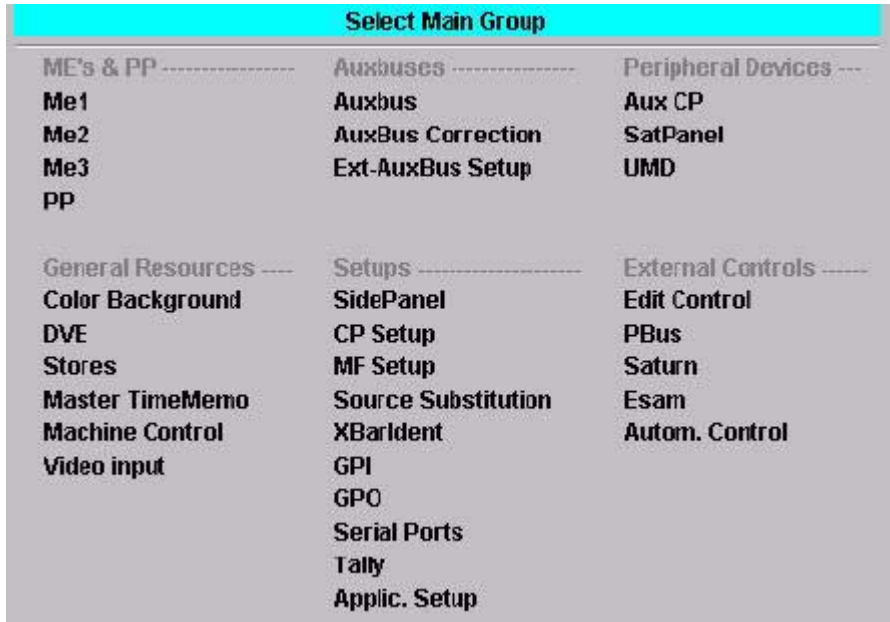 Select Main Group
ME's & PP -----------------
Me1
Me2
Me3
PP
Auxbuses ----------------
Auxbus
AuxBus Correction
Ext-AuxBus Setup
Peripheral Devices ---
Aux CP
SatPanel
UMD
General Resources ----
Color Background
DVE
Stores
Master TimeMemo
Machine Control
Video input
Setups ---------------------
SidePanel
CP Setup
MF Setup
Source Substitution
XBarIdent
GPI
GPO
Serial Ports
Tally
Applic. Setup
External Controls ------
Edit Control
PBus
Saturn
Esam
Autom. Control